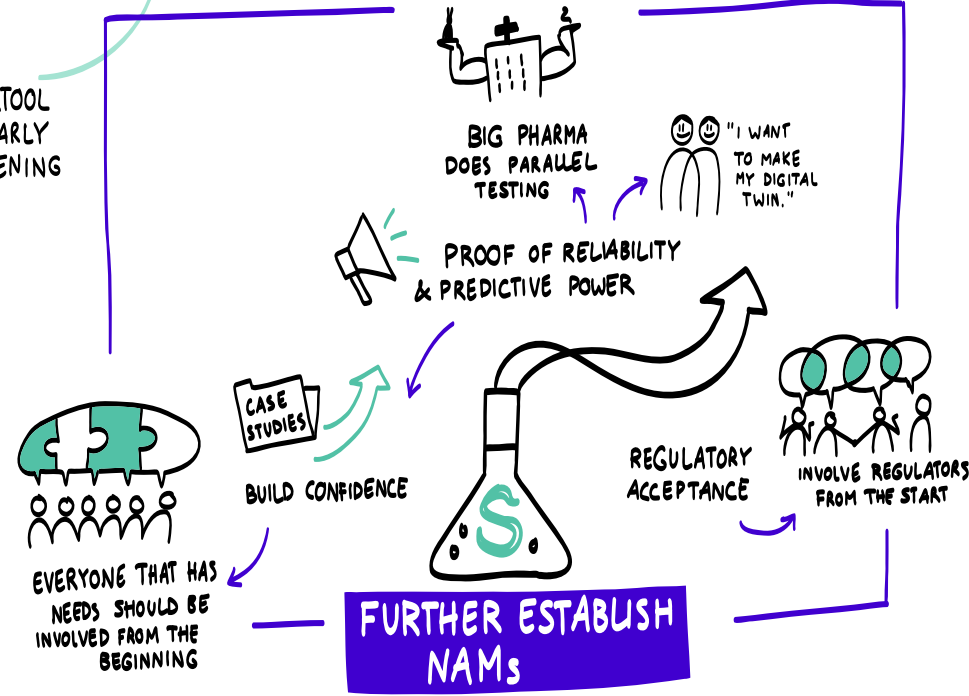 TOOL
ARLY
ENING
BIG PHARMA
DOES PARALLEL
TESTING
"I WANT
TO MAKE
MY DIGITAL
TWIN."
PROOF OF RELIABILITY
& PREDICTIVE POWER
CASE
STUDIES
BUILD CONFIDENCE
REGULATORY
ACCEPTANCE
INVOLVE REGULATORS
FROM THE START
EVERYONE THAT HAS
NEEDS SHOULD BE
INVOLVED FROM THE
BEGINNING
S
FURTHER ESTABLISH
NAMs